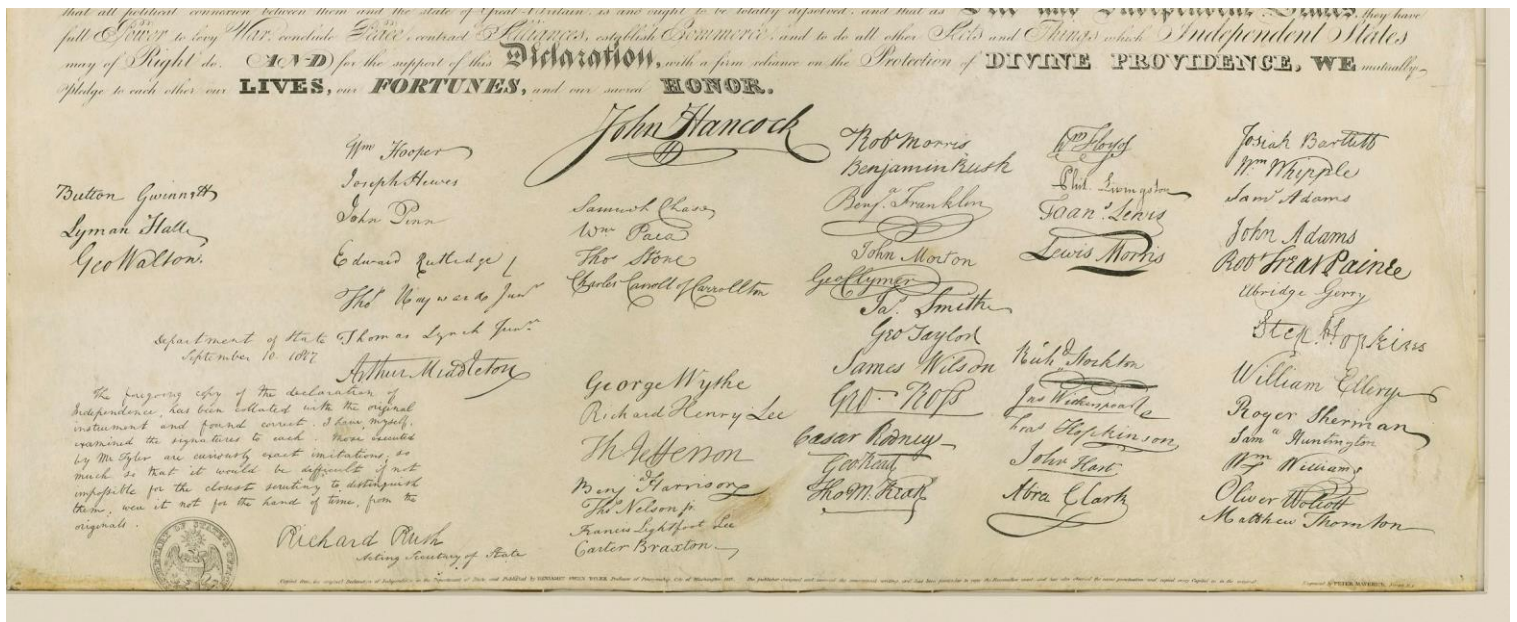 that all political connexion between them and the state of Great-Britain, is and ought to be totally dissolved; and that as Free and Independent States, they have
full Power to levy War, conclude Peace, contract Alliances, establish Commerce, and to do all other Acts and Things which Independent States
may of Right do. AND for the support of this Declaration, with a firm reliance on the Protection of DIVINE PROVIDENCE, WE mutually
pledge to each other our LIVES, our FORTUNES, and our sacred HONOR.
Button Gwinnett
Lyman Hall
Geo Walton.
Wm Hooper
Joseph Hewes
John Penn
Edward Rutledge /
Thos Heyward Junr
Thomas Lynch Junr
Arthur Middleton
Department of State
September 10. 1817
The foregoing copy of the declaration of
Independence, has been collated with the original
instrument and found correct. I have, myself,
examined the signatures to each. Those executed
by Mr Tyler are curiously exact imitations, so
much so that it would be difficult, if not
impossible for the closest scrutiny to distinguish
them, were it not for the hand of time, from the
originals.
Richard Rush
Acting Secretary of State
John Hancock
Samuel Chase
Wm Paca
Thos Stone
Charles Carroll of Carrollton
George Wythe
Richard Henry Lee
Th Jefferson
Benj Harrison
Thos Nelson jr.
Francis Lightfoot Lee
Carter Braxton
Robt Morris
Benjamin Rush
Benja Franklin
John Morton
Geo Clymer
Jas Smith
Geo Taylor
James Wilson
Geo Ross
Caesar Rodney
Geo Read
Tho M:Kean
Wm Floyd
Phil. Livingston
Frans Lewis
Lewis Morris
Richd Stockton
Jno Witherspoon
Fras Hopkinson
John Hart
Abra Clark
Josiah Bartlett
Wm Whipple
Saml Adams
John Adams
Robt Treat Paine
Elbridge Gerry
Step. Hopkins
William Ellery
Roger Sherman
Saml Huntington
Wm Williams
Oliver Wolcott
Matthew Thornton